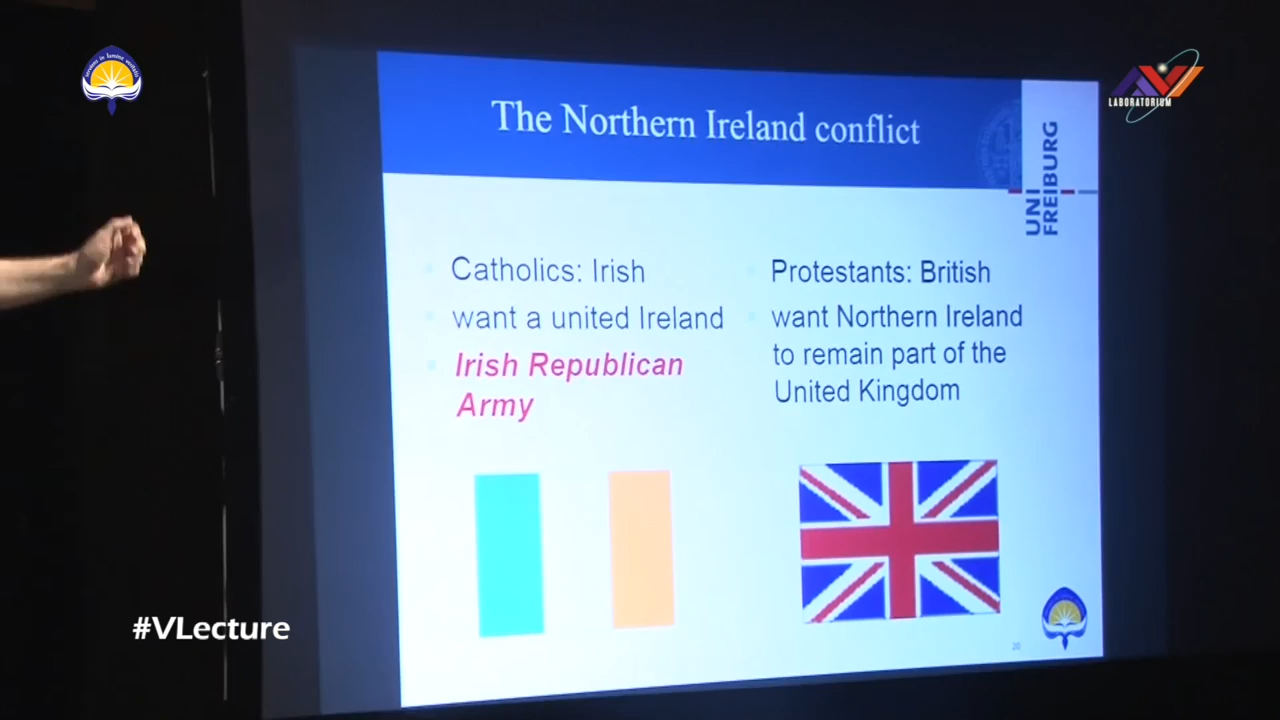 The Northern Ireland conflict
LABORATORIUM
UNI
FREIBURG
Catholics: Irish
want a united Ireland
Irish Republican
Army
Protestants: British
want Northern Ireland
to remain part of the
United Kingdom
#VLecture
20